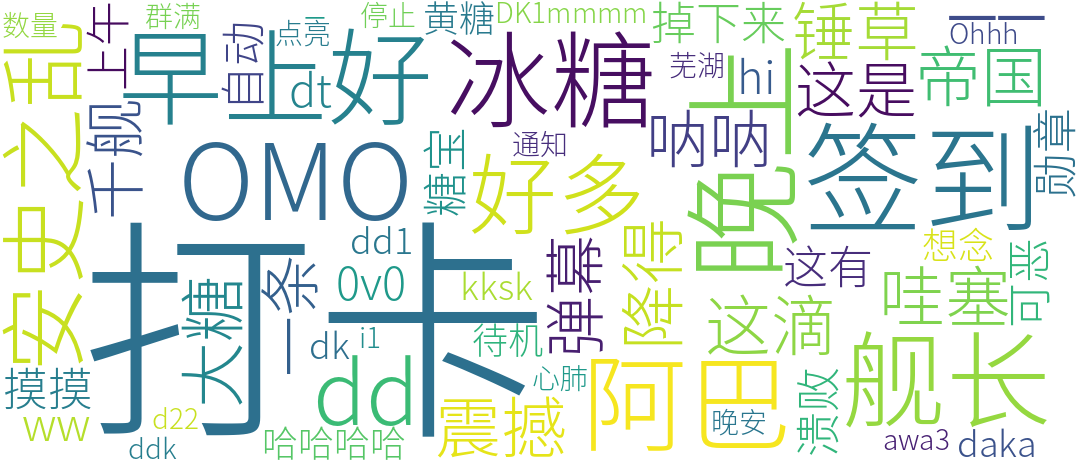 数量
群满
停止
DK1mmmm
黄糖
点亮
掉下来
锤草
Ohhh
一
上午
自动
安史之乱
早上好
dt
冰糖
芜湖
hi
上
这是
帝国
千舰
OMO
糖宝
通知
呐呐
签到
勋章
好多
晚
打卡
大糖
一条
dd1
0v0
kksk
弹幕
降得
这有
想念
可恶
哇塞
dk
i1
待机
这滴
摸摸
dd
心肺
阿巴
晚安
溃败
舰长
ww
d22
ddk
哈哈哈哈
震撼
awa3
daka